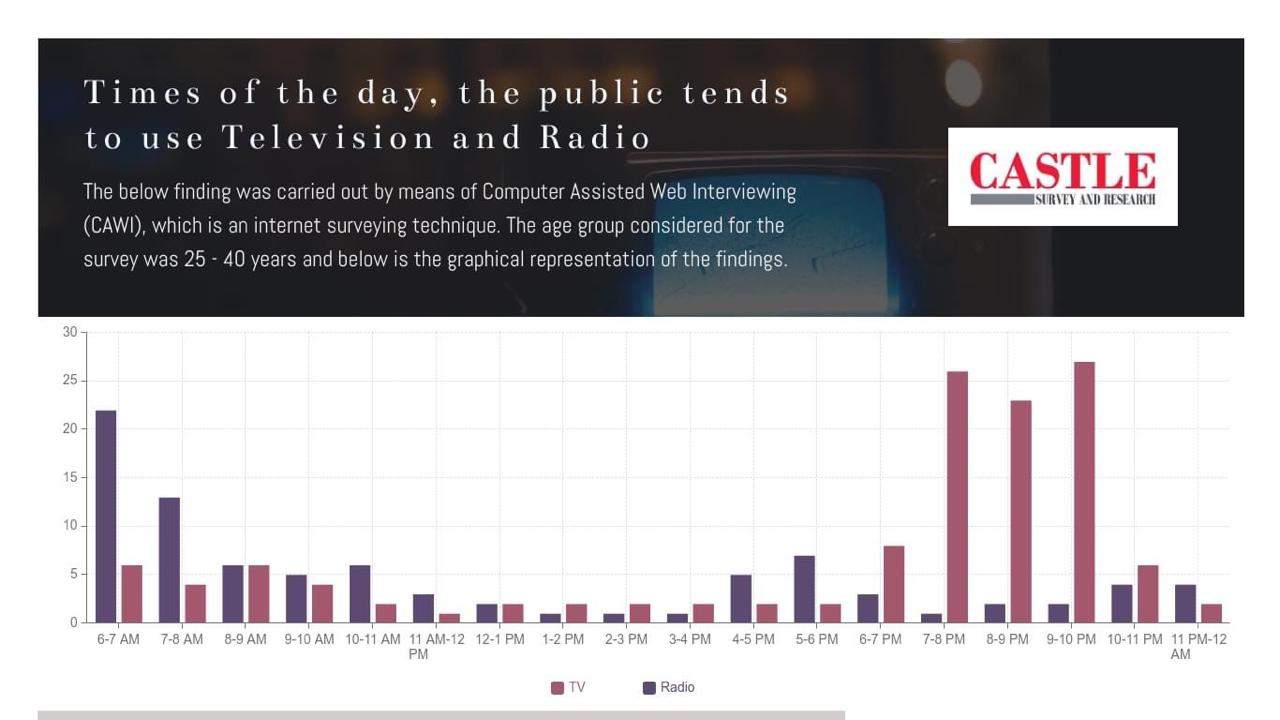 Times of the day, the public tends
to use Television and Radio
The below finding was carried out by means of Computer Assisted Web Interviewing
(CAWI), which is an internet surveying technique. The age group considered for the
survey was 25 - 40 years and below is the graphical representation of the findings.
CASTLE
SURVEY AND RESEARCH
30
25
20
15
10
5
0
6-7 AM 7-8 AM 8-9 AM 9-10 AM 10-11 AM 11 AM-12 12-1 PM 1-2 PM 2-3 PM 3-4 PM 4-5 PM 5-6 PM 6-7 PM 7-8 PM 8-9 PM 9-10 PM 10-11 PM 11 PM-12
PM AM
TV Radio